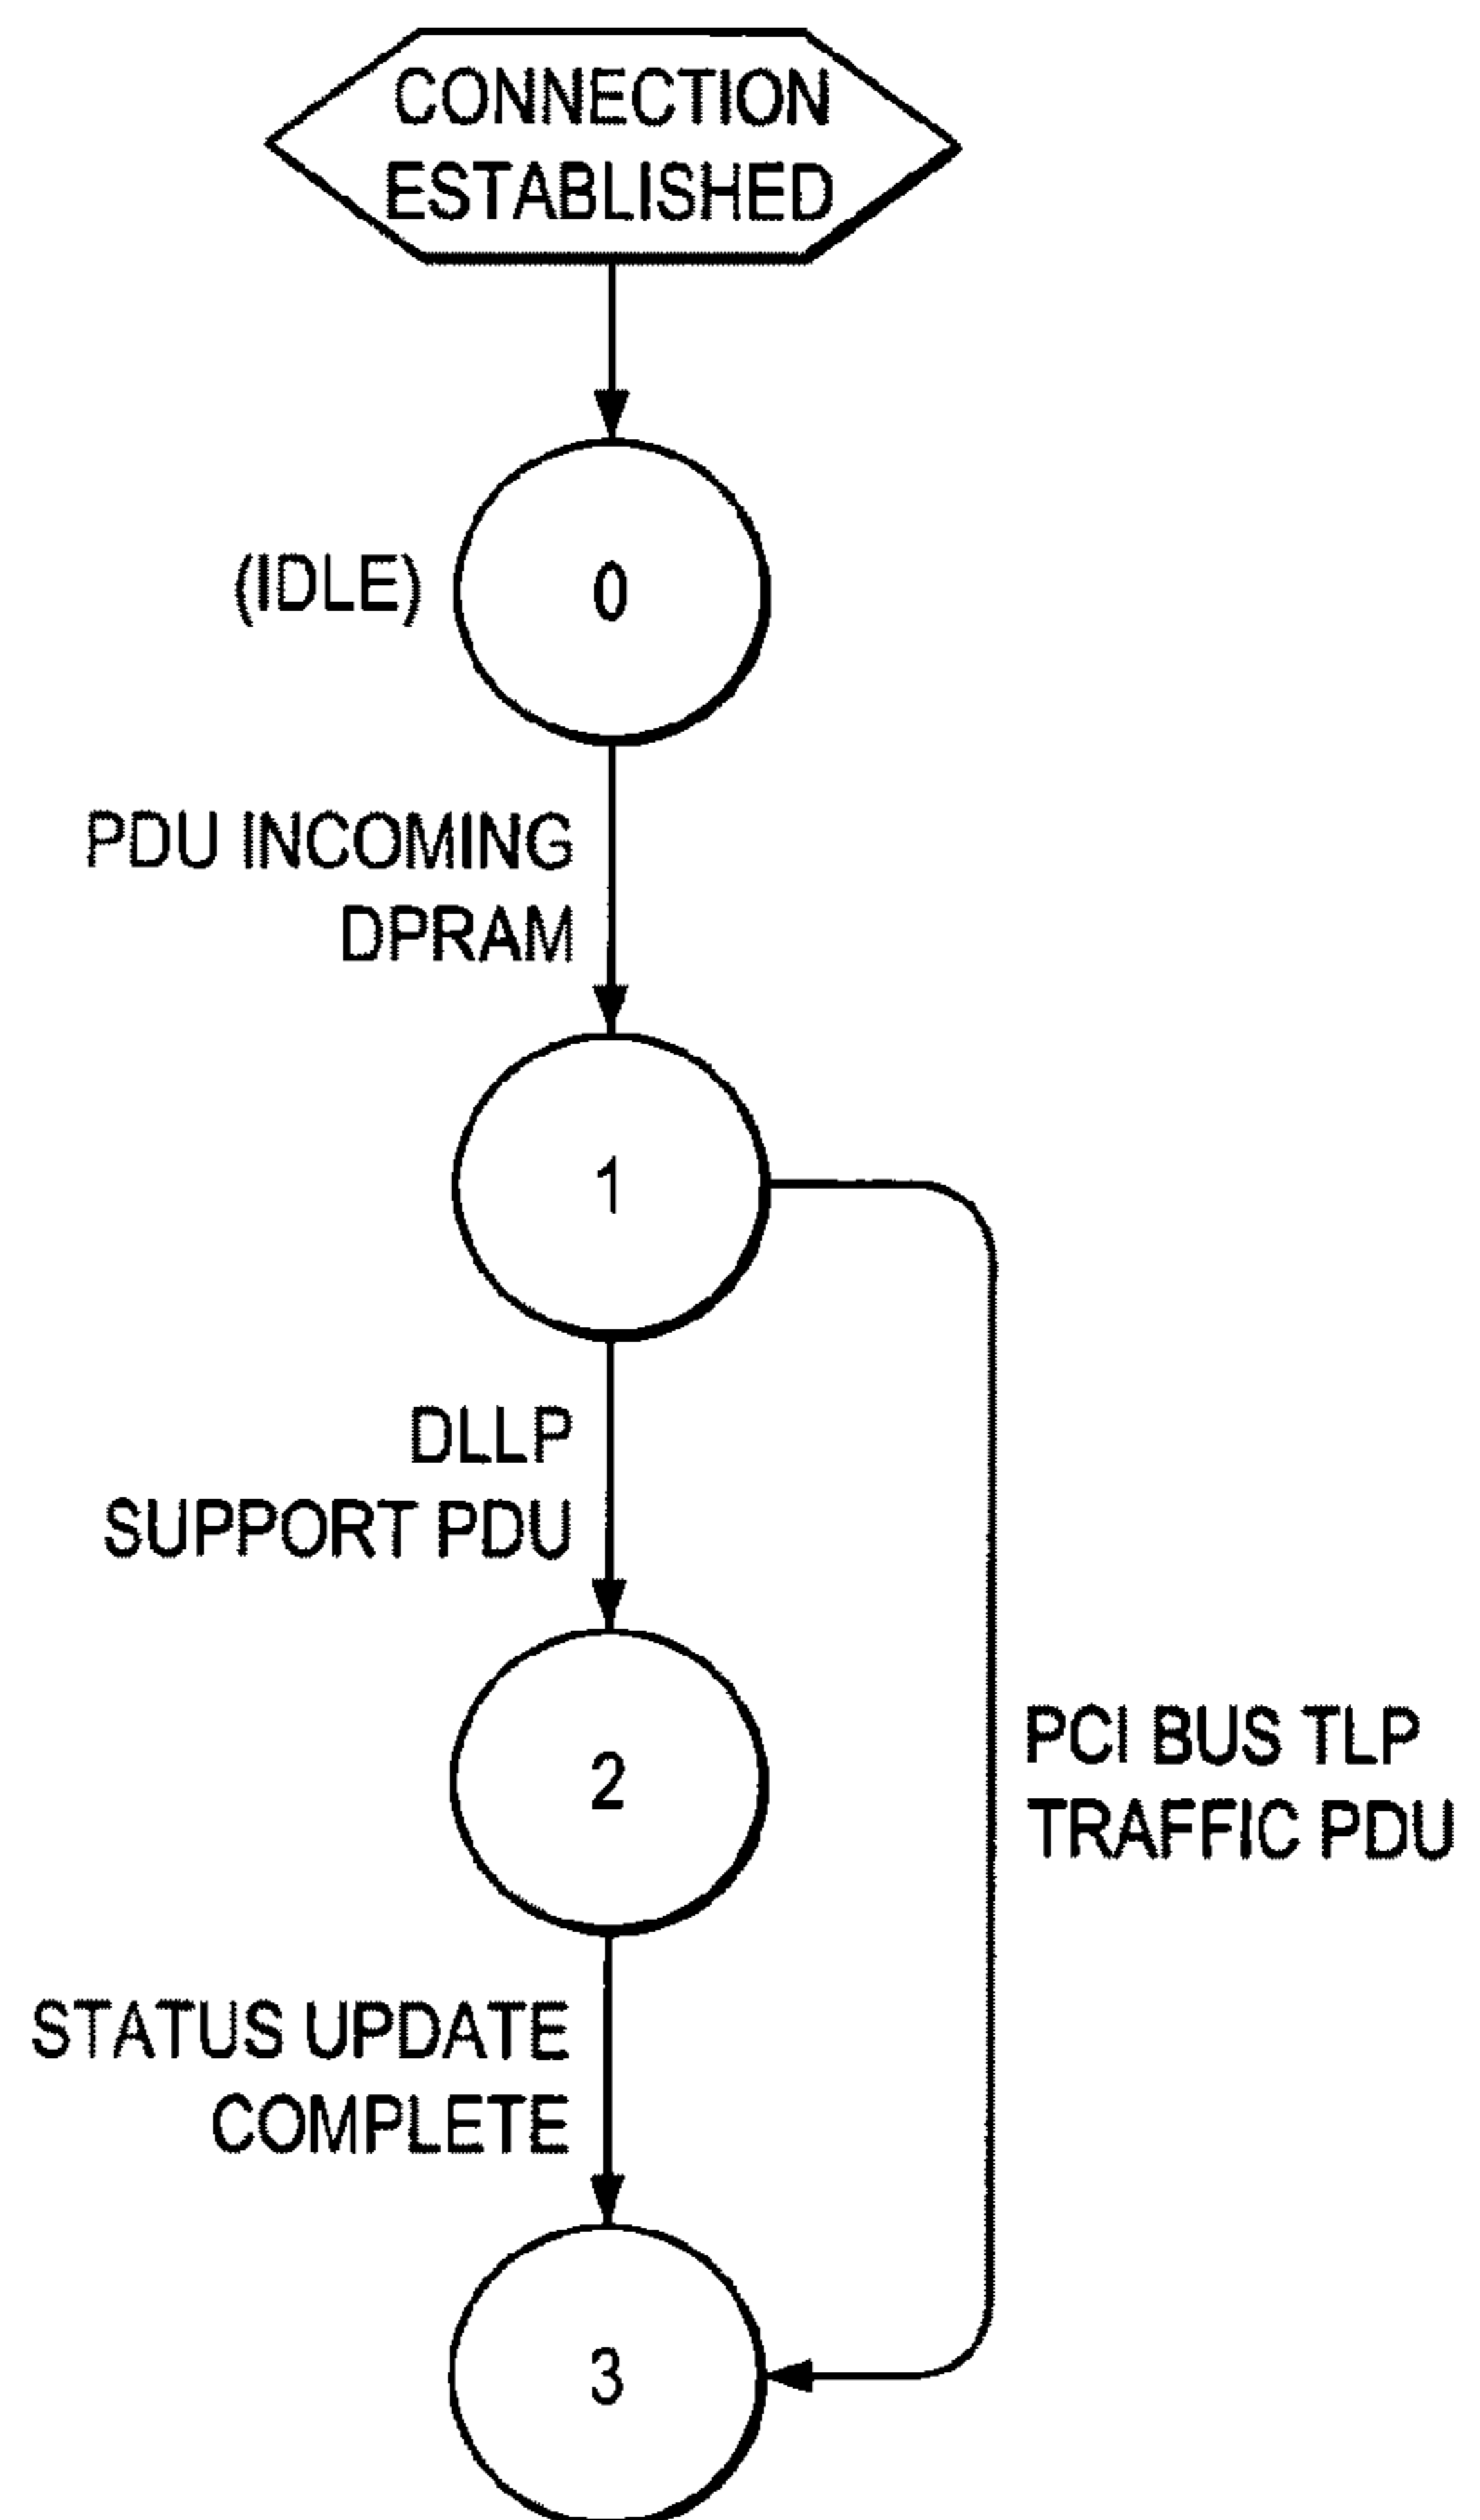 CONNECTION
ESTABLISHED
(IDLE)
0
PDU INCOMING
DPRAM
1
DLLP
SUPPORT PDU
2
PCI BUS TLP
TRAFFIC PDU
STATUS UPDATE
COMPLETE
3